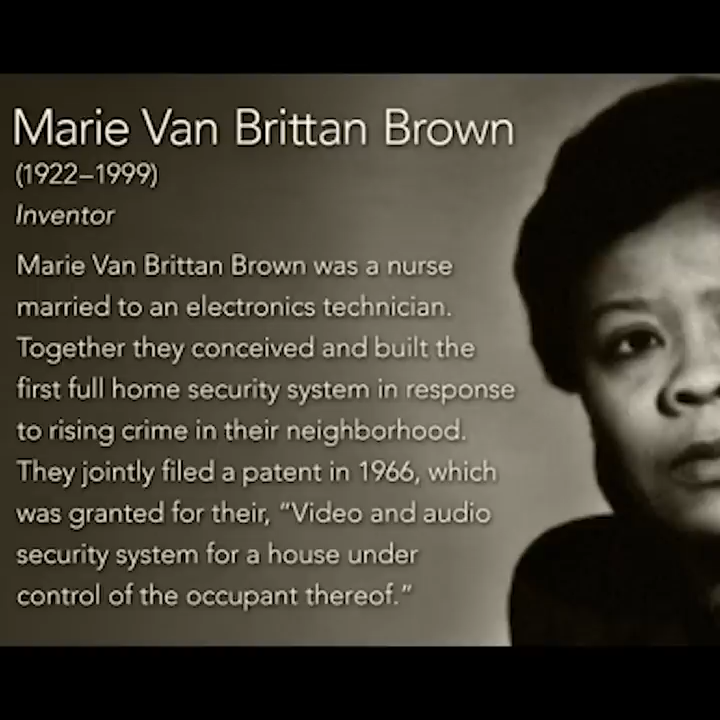 Marie Van Brittan Brown
(1922–1999)
Inventor
Marie Van Brittan Brown was a nurse
married to an electronics technician.
Together they conceived and built the
first full home security system in response
to rising crime in their neighborhood.
They jointly filed a patent in 1966, which
was granted for their, “Video and audio
security system for a house under
control of the occupant thereof.”